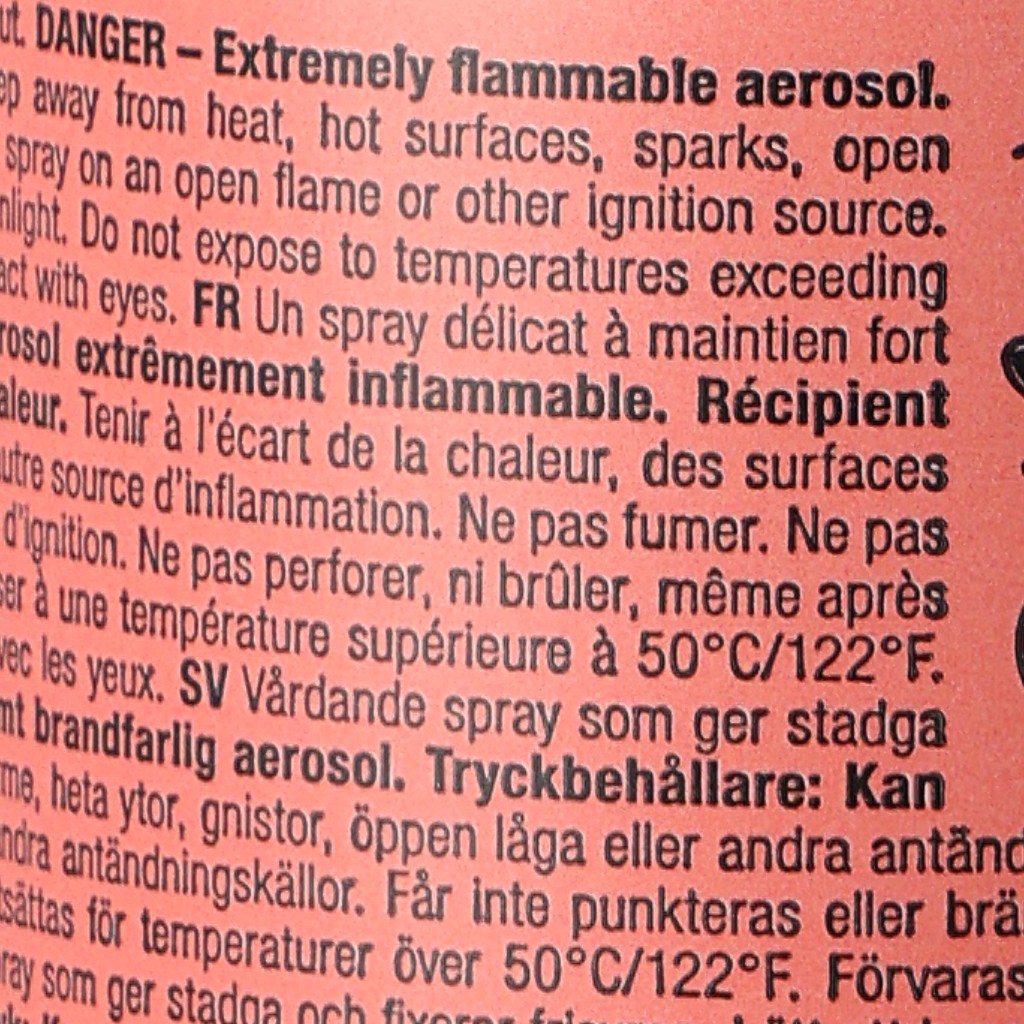 ut. DANGER – Extremely flammable aerosol.
ep away from heat, hot surfaces, sparks, open
spray on an open flame or other ignition source.
nlight. Do not expose to temperatures exceeding
act with eyes. FR Un spray délicat à maintien fort
rosol extrêmement inflammable. Récipient
aleur. Tenir à l'écart de la chaleur, des surfaces
utre source d'inflammation. Ne pas fumer. Ne pas
d'ignition. Ne pas perforer, ni brûler, même après
ser à une température supérieure à 50°C/122°F.
vec les yeux. SV Vårdande spray som ger stadga
mt brandfarlig aerosol. Tryckbehållare: Kan
me, heta ytor, gnistor, öppen låga eller andra antänd
ndra antändningskällor. Får inte punkteras eller brä
tsättas för temperaturer över 50°C/122°F. Förvaras
ray som ger stadga och fixerar